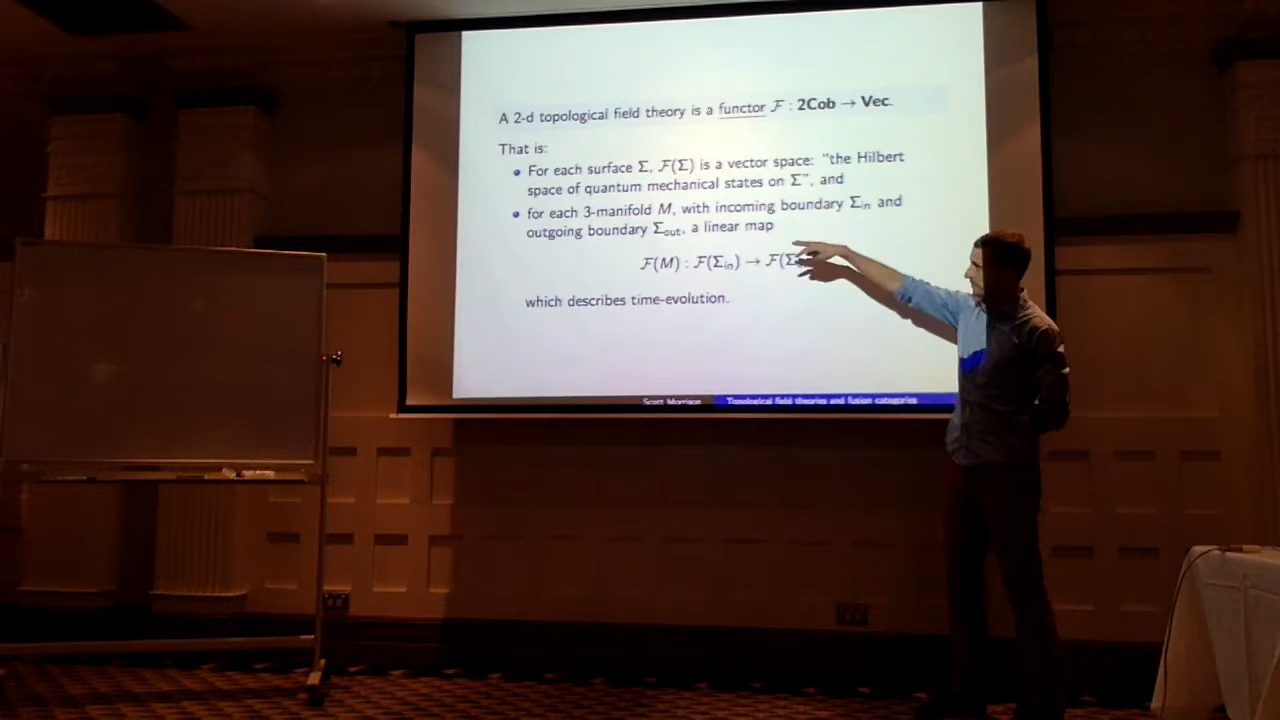 A 2-d topological field theory is a functor F : 2Cob → Vec.
That is:
• For each surface Σ, F(Σ) is a vector space: "the Hilbert
space of quantum mechanical states on Σ", and
• for each 3-manifold M, with incoming boundary Σin and
outgoing boundary Σout, a linear map
F(M) : F(Σin) → F(Σ
which describes time-evolution.
Scott Morrison Topological field theories and fusion categories